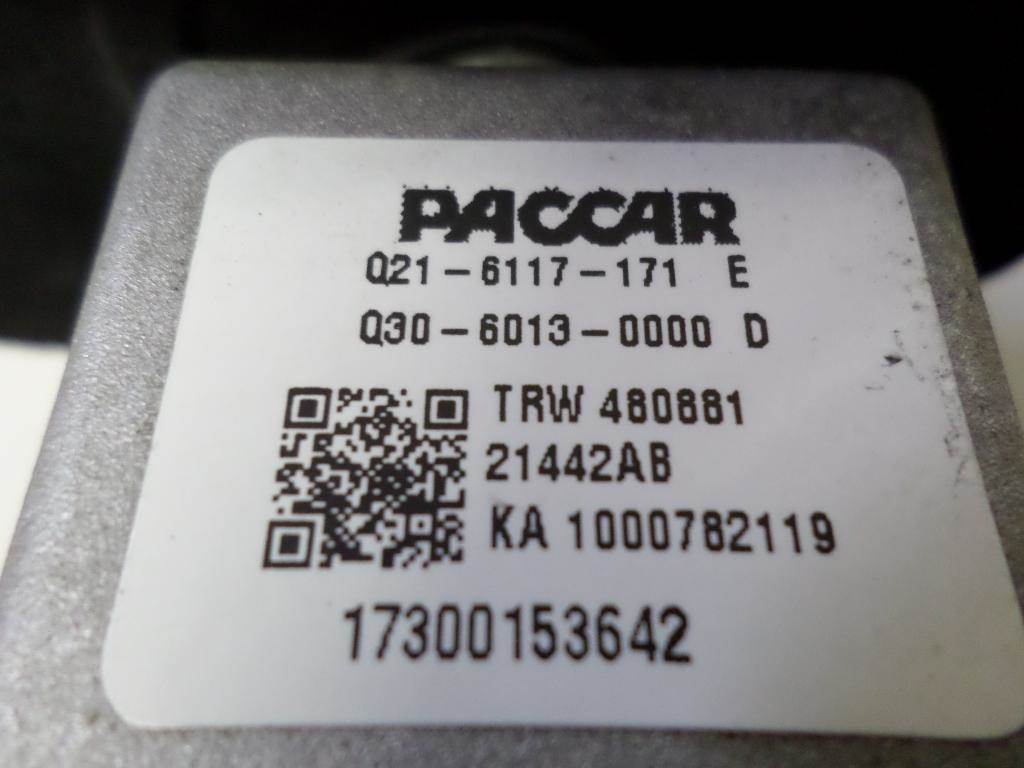 PACCAR
Q21-6117-171 E
Q30-6013-0000 D
TRW 480881
21442AB
KA 1000782119
17300153642